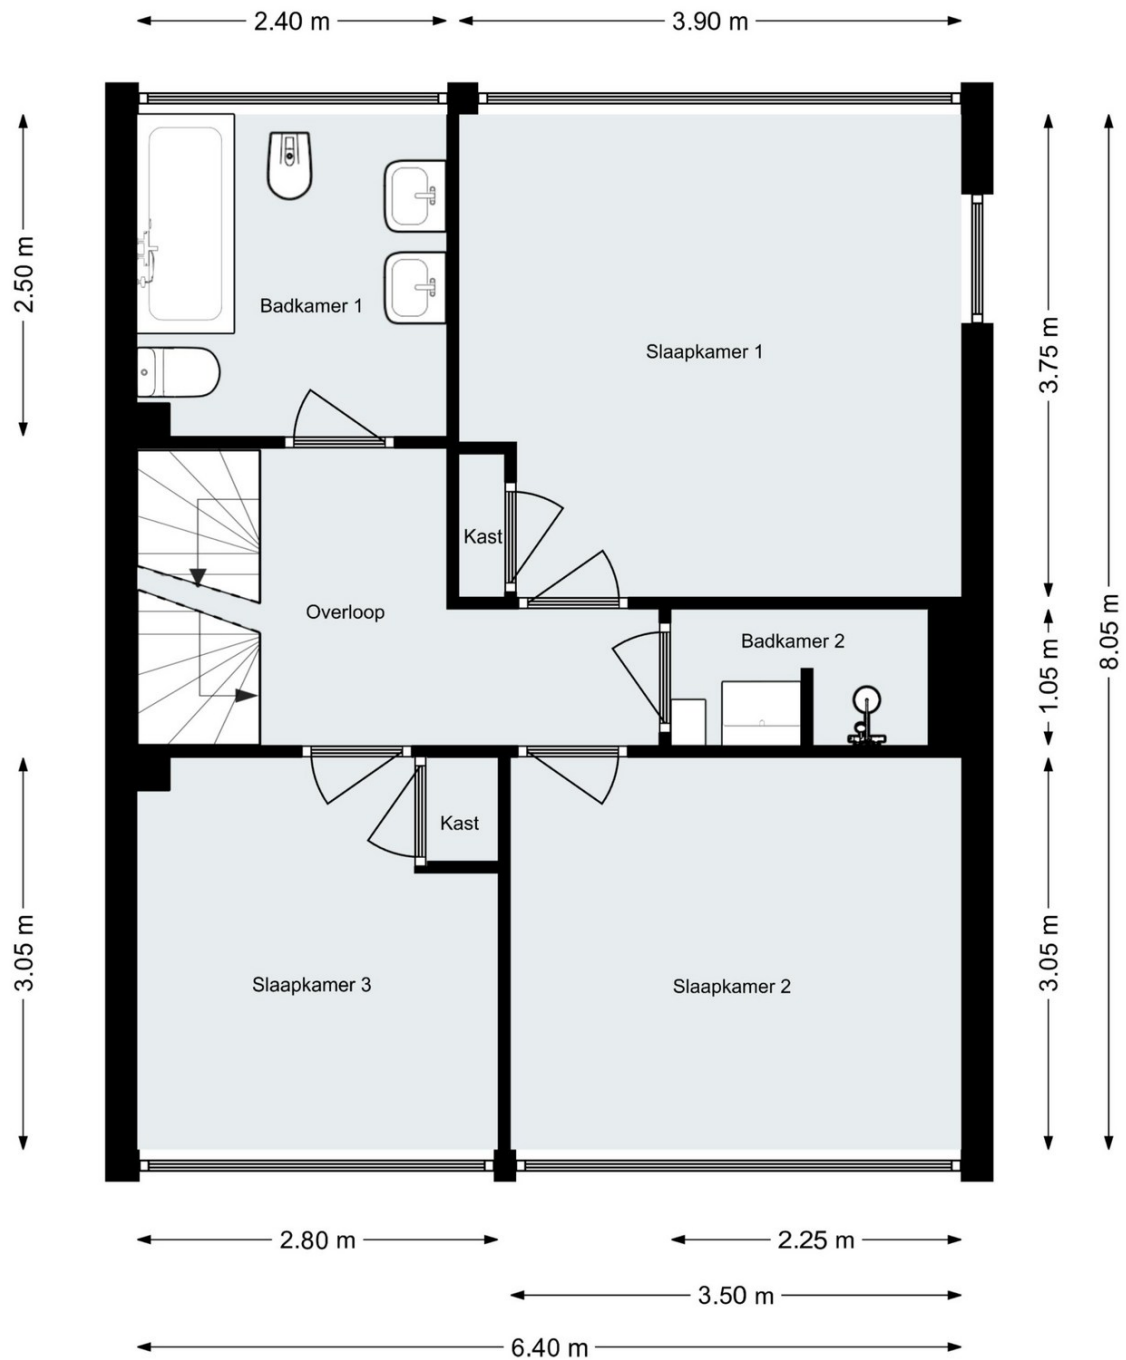 2.40 m
3.90 m
2.50 m
Badkamer 1
Slaapkamer 1
3.75 m
Kast
Overloop
Badkamer 2
1.05 m
8.05 m
Kast
3.05 m
Slaapkamer 3
Slaapkamer 2
3.05 m
2.80 m
2.25 m
3.50 m
6.40 m